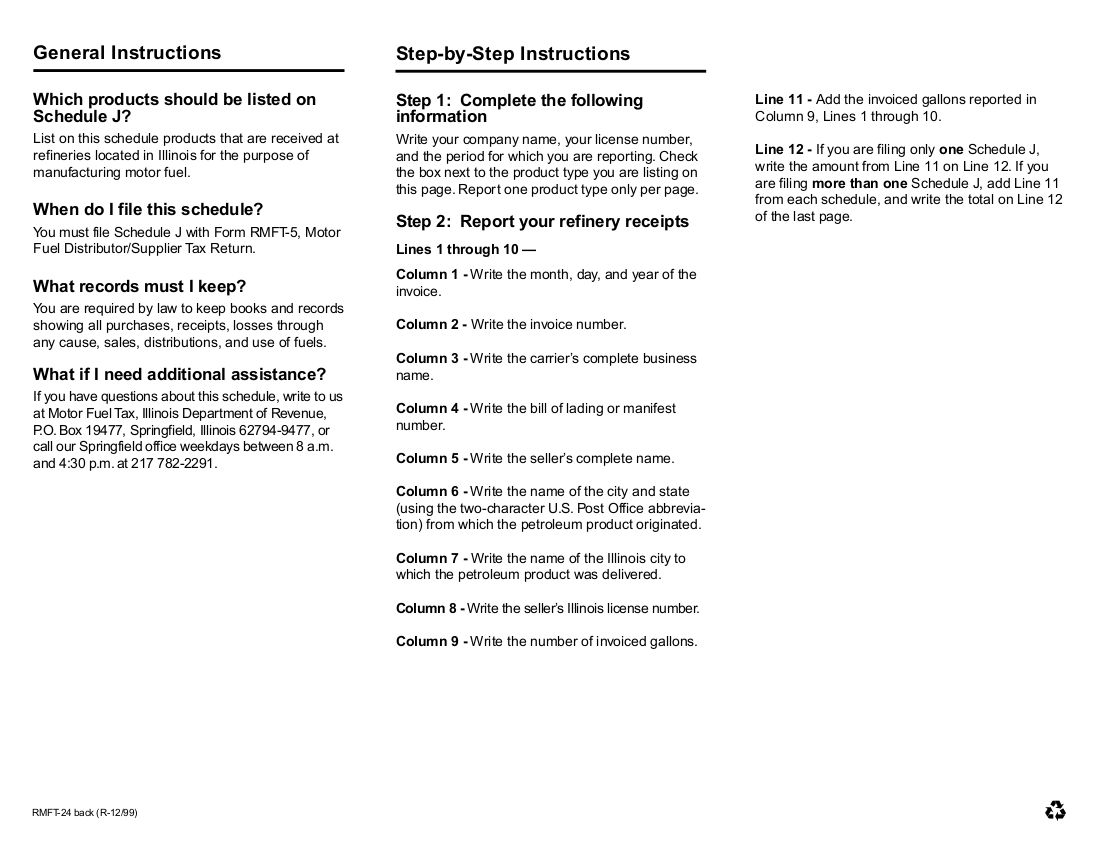 General Instructions
Which products should be listed on
Schedule J?
List on this schedule products that are received at
refineries located in Illinois for the purpose of
manufacturing motor fuel.
When do I file this schedule?
You must file Schedule J with Form RMFT-5, Motor
Fuel Distributor/Supplier Tax Return.
What records must I keep?
You are required by law to keep books and records
showing all purchases, receipts, losses through
any cause, sales, distributions, and use of fuels.
What if I need additional assistance?
If you have questions about this schedule, write to us
at Motor Fuel Tax, Illinois Department of Revenue,
P.O. Box 19477, Springfield, Illinois 62794-9477, or
call our Springfield office weekdays between 8 a.m.
and 4:30 p.m. at 217 782-2291.
Step-by-Step Instructions
Step 1:  Complete the following
information
Write your company name, your license number,
and the period for which you are reporting. Check
the box next to the product type you are listing on
this page. Report one product type only per page.
Step 2:  Report your refinery receipts
Lines 1 through 10 —
Column 1 - Write the month, day, and year of the
invoice.
Column 2 - Write the invoice number.
Column 3 - Write the carrier's complete business
name.
Column 4 - Write the bill of lading or manifest
number.
Column 5 - Write the seller's complete name.
Column 6 - Write the name of the city and state
(using the two-character U.S. Post Office abbrevia-
tion) from which the petroleum product originated.
Column 7 - Write the name of the Illinois city to
which the petroleum product was delivered.
Column 8 - Write the seller's Illinois license number.
Column 9 - Write the number of invoiced gallons.
Line 11 - Add the invoiced gallons reported in
Column 9, Lines 1 through 10.
Line 12 - If you are filing only one Schedule J,
write the amount from Line 11 on Line 12. If you
are filing more than one Schedule J, add Line 11
from each schedule, and write the total on Line 12
of the last page.
RMFT-24 back (R-12/99)